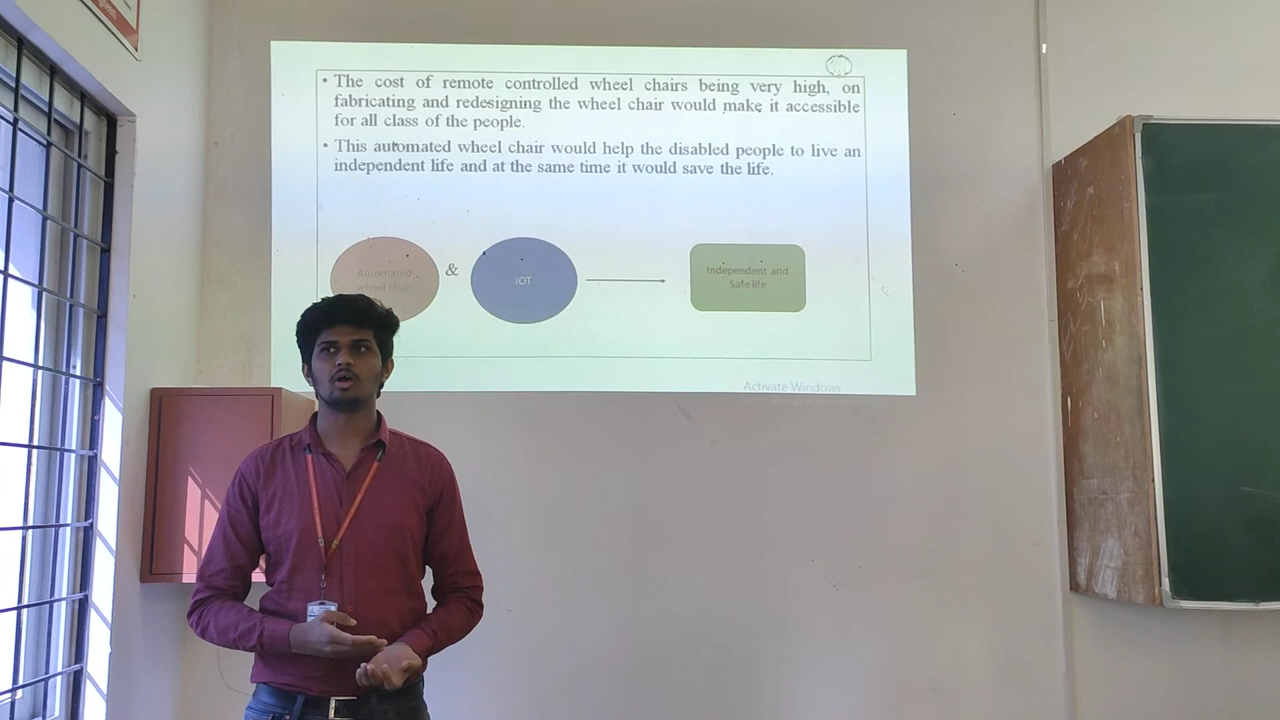 • The cost of remote controlled wheel chairs being very high, on
fabricating and redesigning the wheel chair would make it accessible
for all class of the people.
• This automated wheel chair would help the disabled people to live an
independent life and at the same time it would save the life.
Automated
wheel chair
&
IOT
Independent and
Safe life
Activate Windows